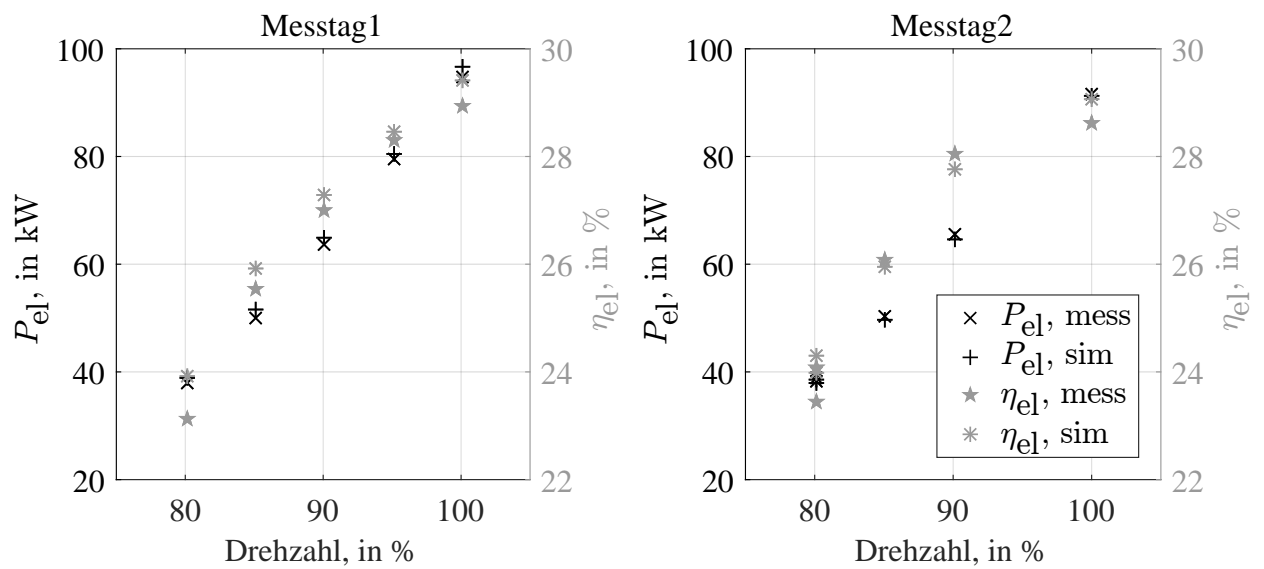 Messtag1
100
80
60
40
20
P_el, in kW
30
28
26
24
22
η_el, in %
80 90 100
Drehzahl, in %
Messtag2
100
80
60
40
20
P_el, in kW
30
28
26
24
22
η_el, in %
80 90 100
Drehzahl, in %
P_el, mess
P_el, sim
η_el, mess
η_el, sim